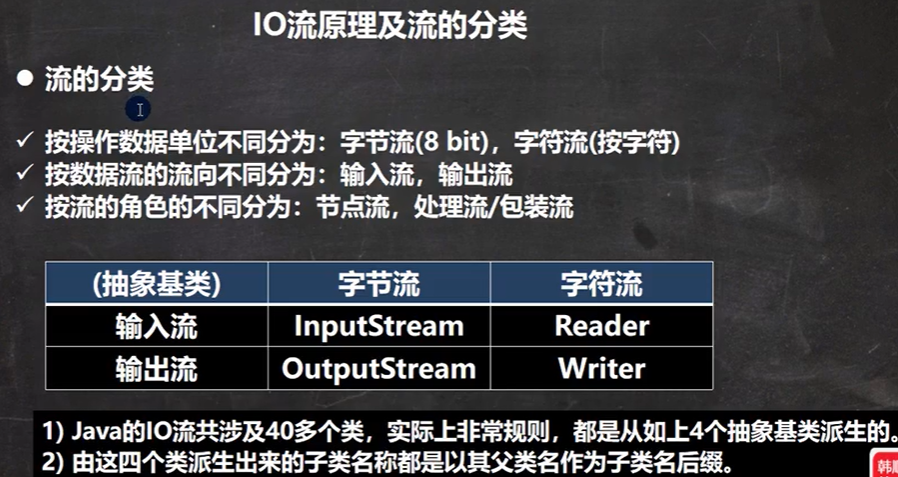 IO流原理及流的分类
● 流的分类
✓ 按操作数据单位不同分为：字节流(8 bit)，字符流(按字符)
✓ 按数据流的流向不同分为：输入流，输出流
✓ 按流的角色的不同分为：节点流，处理流/包装流
(抽象基类) 字节流 字符流
输入流 InputStream Reader
输出流 OutputStream Writer
1) Java的IO流共涉及40多个类，实际上非常规则，都是从如上4个抽象基类派生的。
2) 由这四个类派生出来的子类名称都是以其父类名作为子类名后缀。